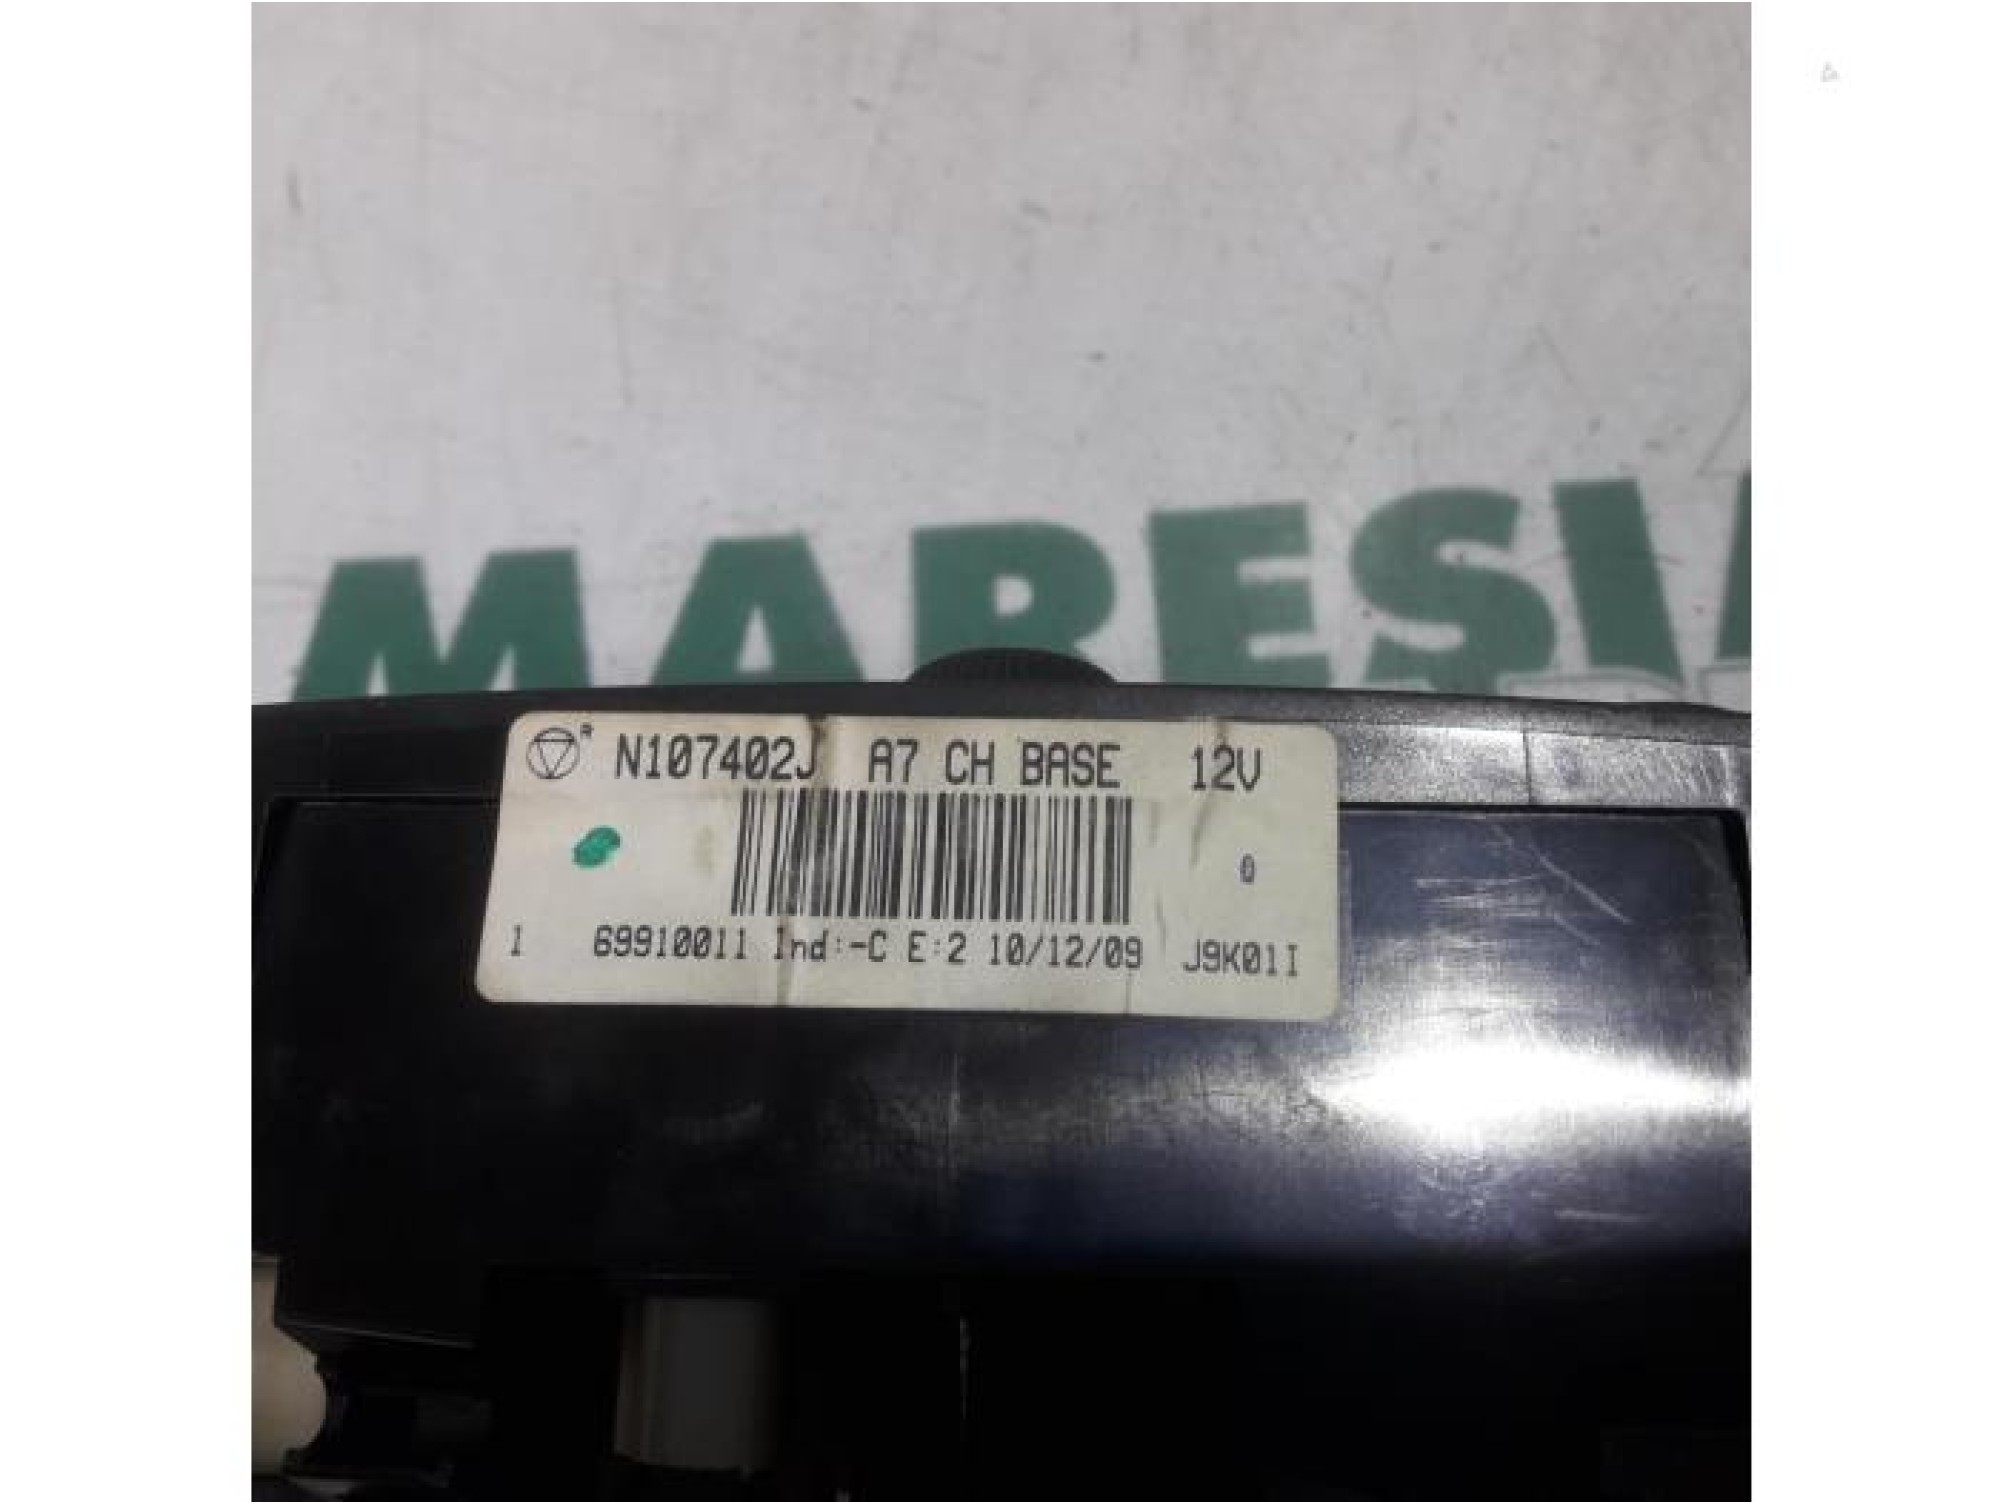 MARESI
R N107402J A7 CH BASE 12V
0
1 69910011 Ind:-C E:2 10/12/09 J9K01I